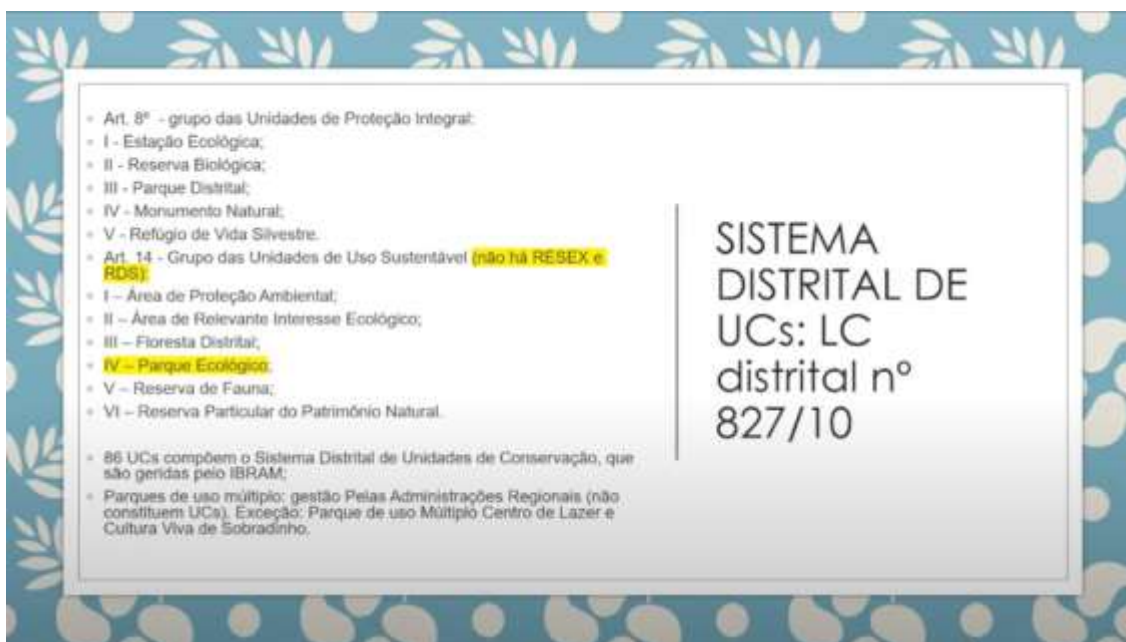 Art. 8º - grupo das Unidades de Proteção Integral:
I - Estação Ecológica;
II - Reserva Biológica;
III - Parque Distrital;
IV - Monumento Natural;
V - Refúgio de Vida Silvestre.
Art. 14 - Grupo das Unidades de Uso Sustentável (não há RESEX e
RDS):
I – Área de Proteção Ambiental;
II – Área de Relevante Interesse Ecológico;
III – Floresta Distrital;
IV – Parque Ecológico;
V – Reserva de Fauna;
VI – Reserva Particular do Patrimônio Natural.
86 UCs compõem o Sistema Distrital de Unidades de Conservação, que
são geridas pelo IBRAM;
Parques de uso múltiplo: gestão Pelas Administrações Regionais (não
constituem UCs). Exceção: Parque de uso Múltiplo Centro de Lazer e
Cultura Viva de Sobradinho.
SISTEMA
DISTRITAL DE
UCs: LC
distrital nº
827/10